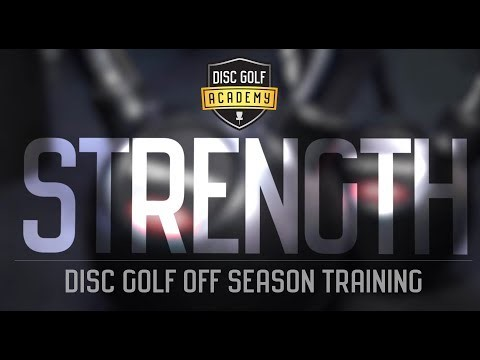 DISC GOLF
ACADEMY
STRENGTH
DISC GOLF OFF SEASON TRAINING